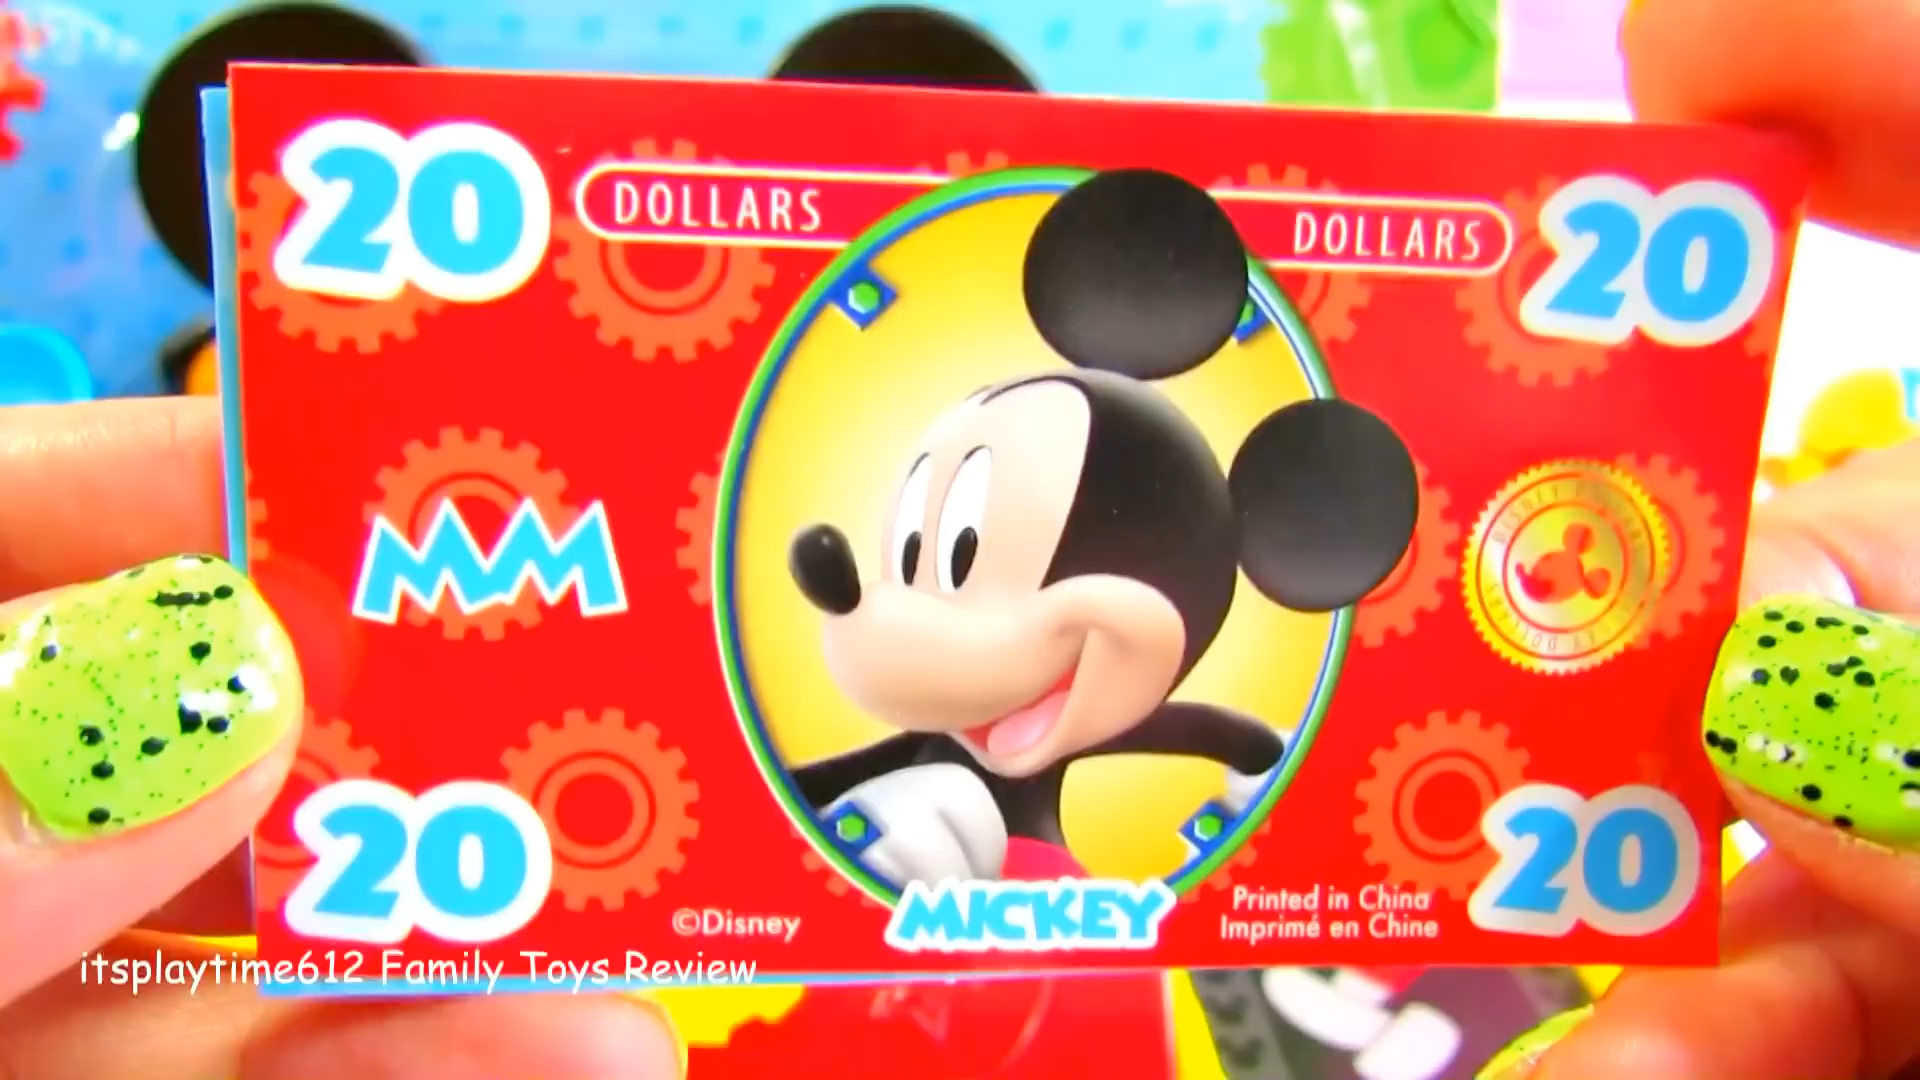 20 DOLLARS DOLLARS 20
MM
20 20
©Disney MICKEY Printed in China
Imprimé en Chine
itsplaytime612 Family Toys Review